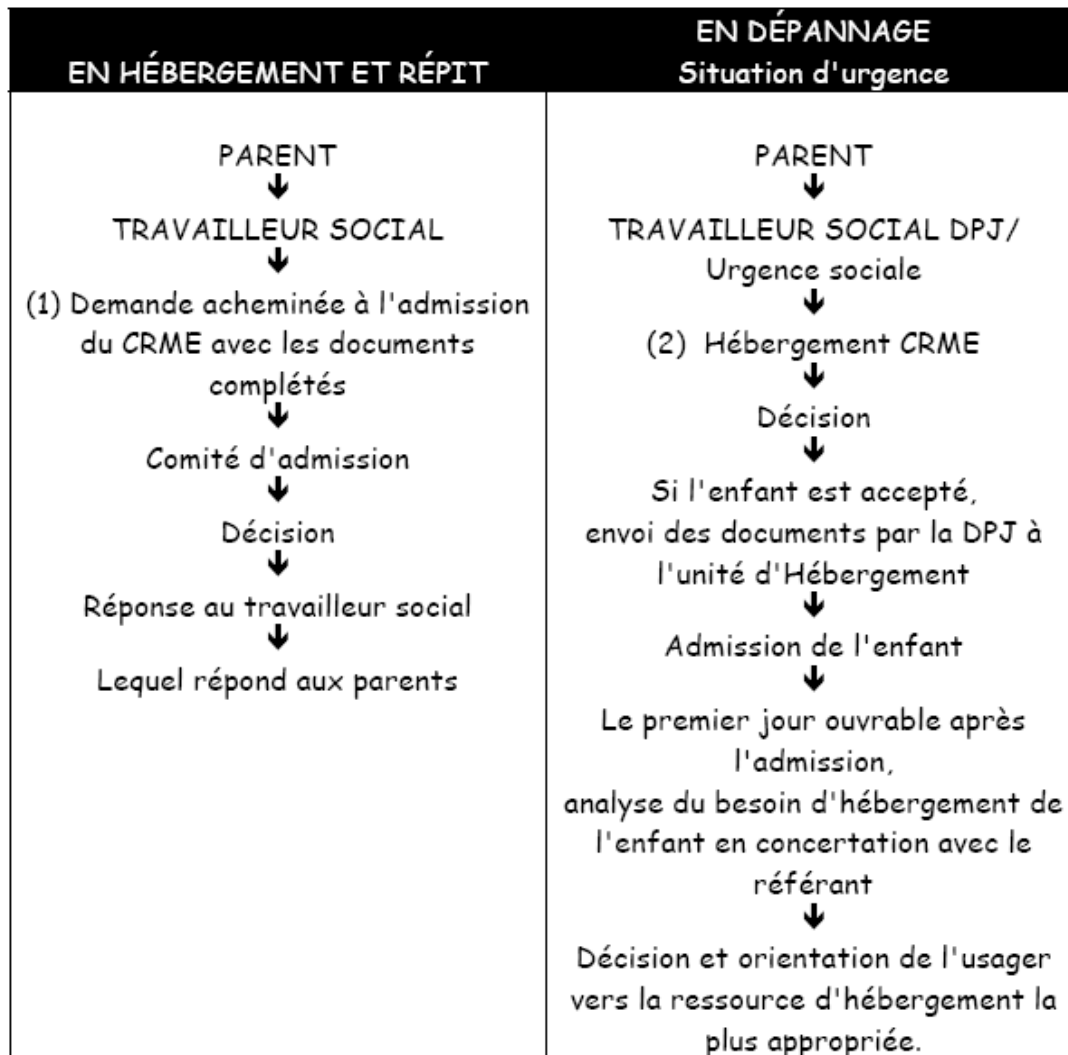 EN HÉBERGEMENT ET RÉPIT
PARENT
TRAVAILLEUR SOCIAL
(1) Demande acheminée à l'admission
du CRME avec les documents
complétés
Comité d'admission
Décision
Réponse au travailleur social
Lequel répond aux parents
EN DÉPANNAGE
Situation d'urgence
PARENT
TRAVAILLEUR SOCIAL DPJ/
Urgence sociale
(2) Hébergement CRME
Décision
Si l'enfant est accepté,
envoi des documents par la DPJ à
l'unité d'Hébergement
Admission de l'enfant
Le premier jour ouvrable après
l'admission,
analyse du besoin d'hébergement de
l'enfant en concertation avec le
référant
Décision et orientation de l'usager
vers la ressource d'hébergement la
plus appropriée.